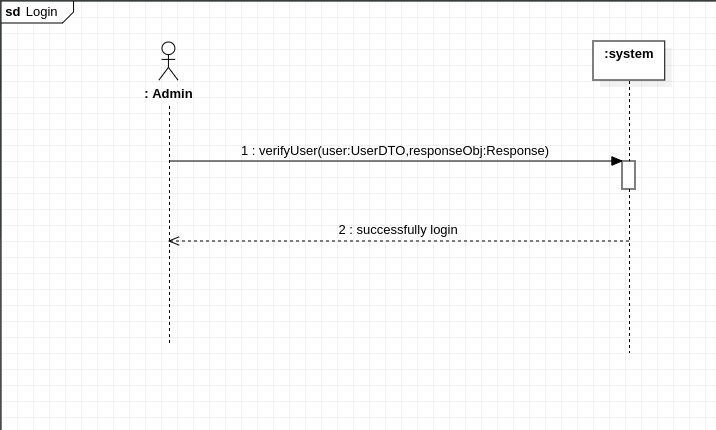 sd Login
: Admin
:system
1 : verifyUser(user:UserDTO,responseObj:Response)
2 : successfully login